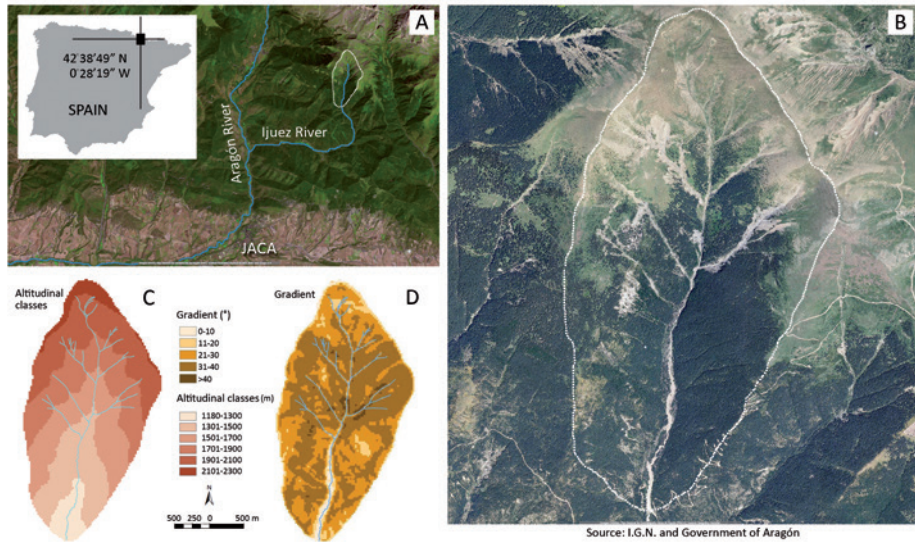 A
42°38'49" N
0°28'19" W
SPAIN
Aragón River
Ijuez River
JACA
B
Altitudinal
classes
C
Gradient
D
Gradient (°)
0-10
11-20
21-30
31-40
>40
Altitudinal classes (m)
1180-1300
1301-1500
1501-1700
1701-1900
1901-2100
2101-2300
N
500 250 0 500 m
Source: I.G.N. and Government of Aragón